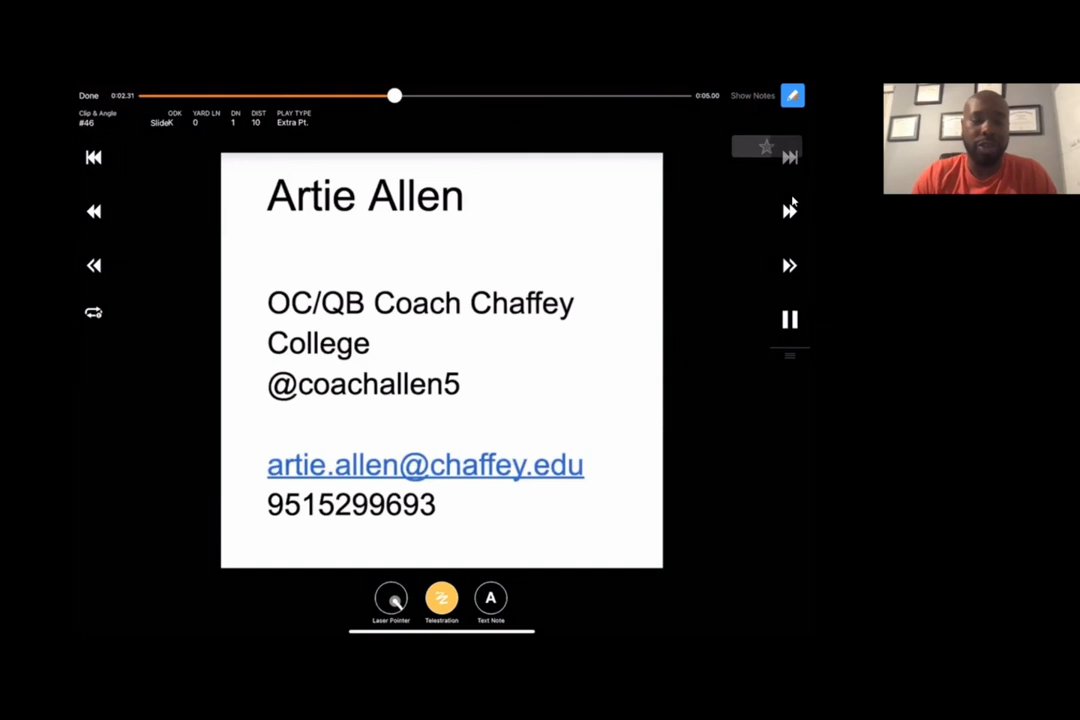 Done 0:02.31 0:05.00 Show Notes
Clip & Angle ODK YARD LN DN DIST PLAY TYPE
#46 SlideK 0 1 10 Extra Pt.
Artie Allen
OC/QB Coach Chaffey
College
@coachallen5
artie.allen@chaffey.edu
9515299693
A
Laser Pointer Telestration Text Note